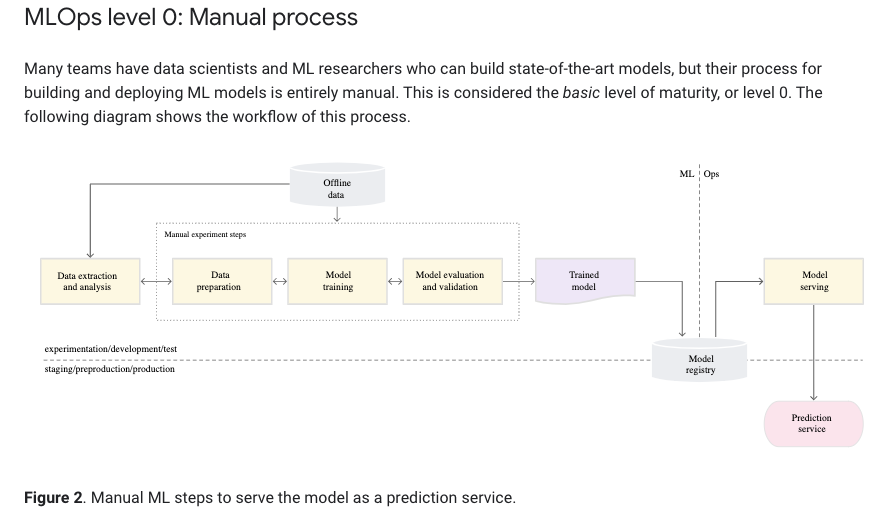 MLOps level 0: Manual process
Many teams have data scientists and ML researchers who can build state-of-the-art models, but their process for
building and deploying ML models is entirely manual. This is considered the basic level of maturity, or level 0. The
following diagram shows the workflow of this process.
Offline
data
ML
Ops
Manual experiment steps
Data extraction
and analysis
Data
preparation
Model
training
Model evaluation
and validation
Trained
model
Model
serving
experimentation/development/test
staging/preproduction/production
Model
registry
Prediction
service
Figure 2. Manual ML steps to serve the model as a prediction service.